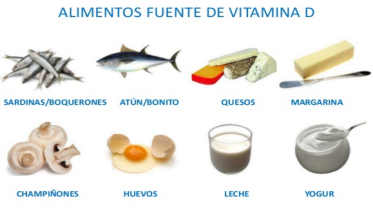 ALIMENTOS FUENTE DE VITAMINA D
SARDINAS/BOQUERONES ATÚN/BONITO QUESOS MARGARINA
CHAMPIÑONES HUEVOS LECHE YOGUR